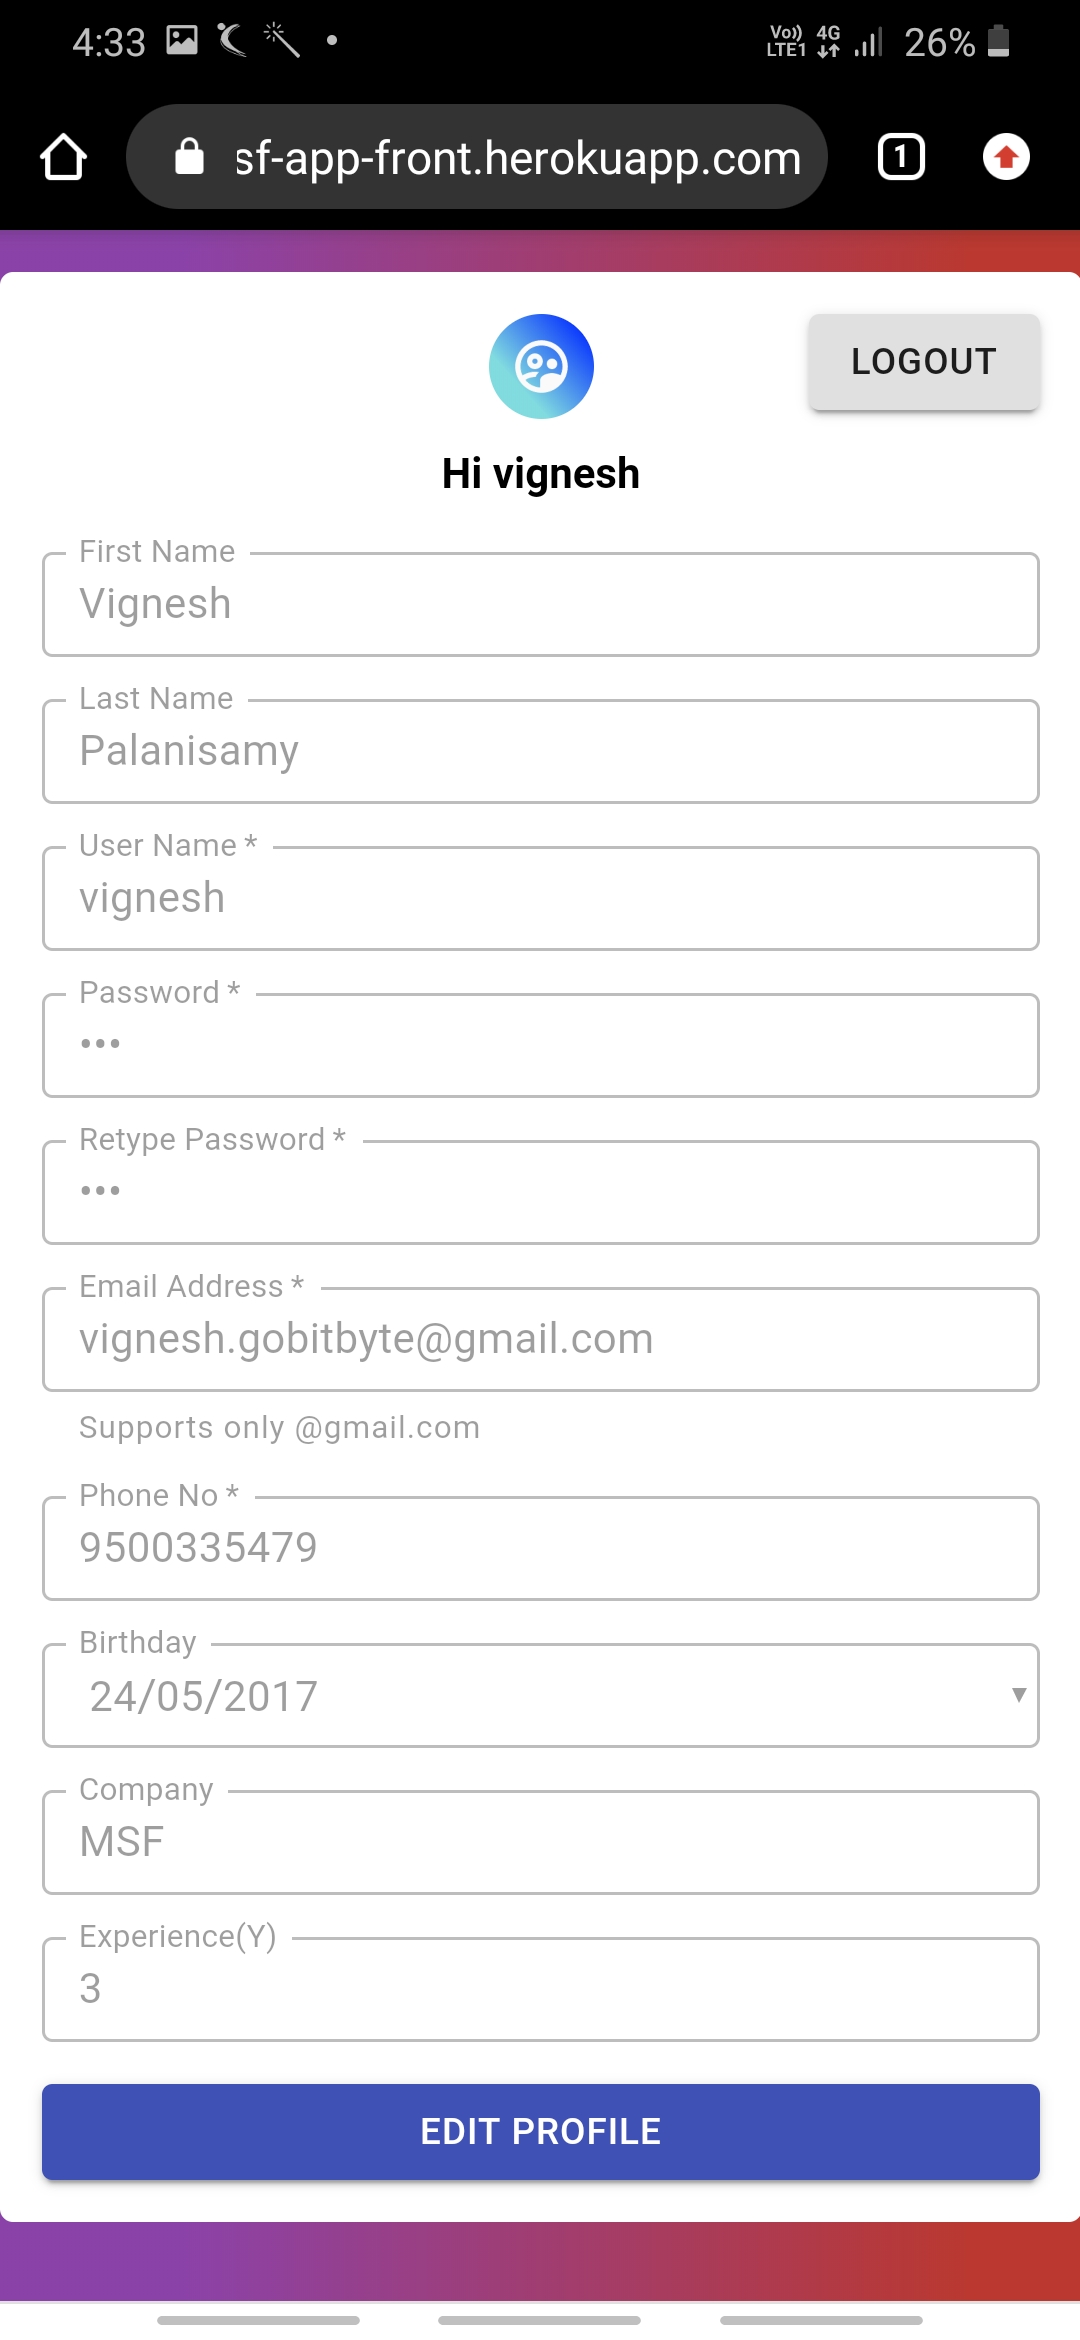 4:33
Vo)) LTE1 4G 26%
sf-app-front.herokuapp.com
1
LOGOUT
Hi vignesh
First Name
Vignesh
Last Name
Palanisamy
User Name *
vignesh
Password *
•••
Retype Password *
•••
Email Address *
vignesh.gobitbyte@gmail.com
Supports only @gmail.com
Phone No *
9500335479
Birthday
24/05/2017
Company
MSF
Experience(Y)
3
EDIT PROFILE